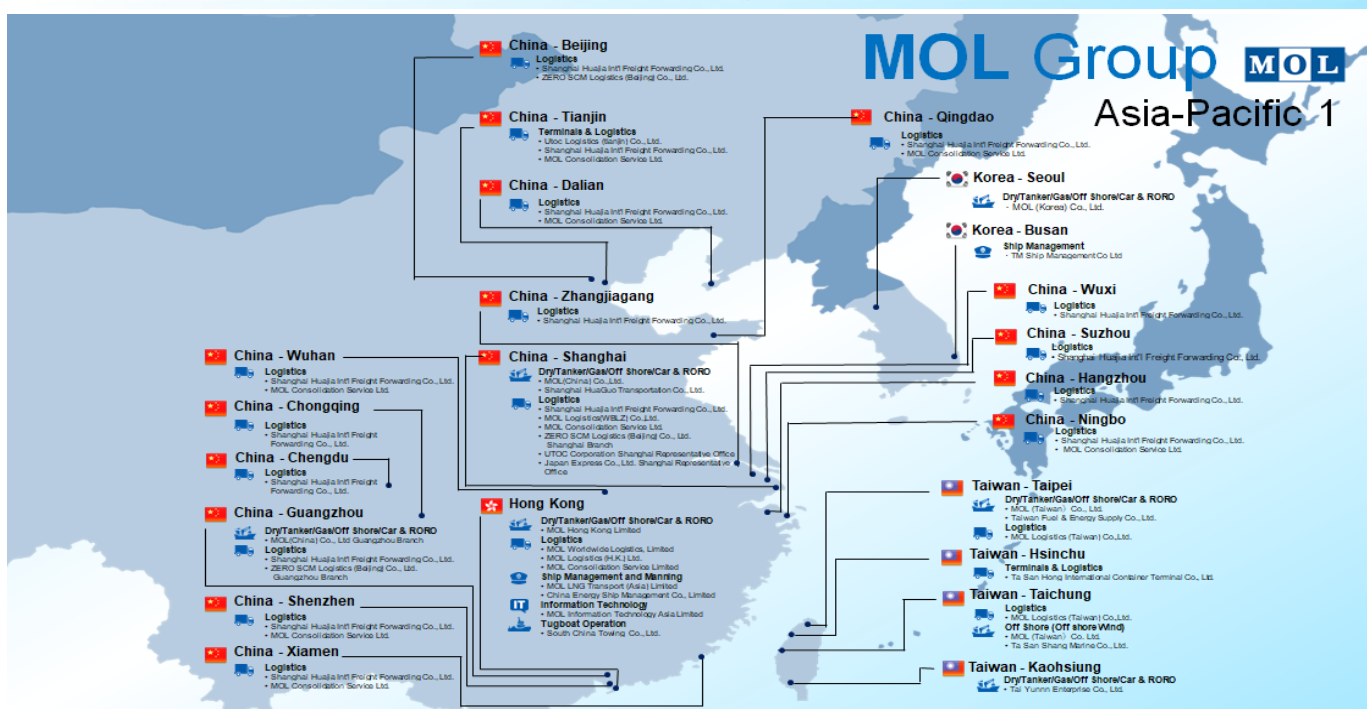 MOL Group MOL
Asia-Pacific 1
China - Beijing
Logistics
• Shanghai Huajia Int'l Freight Forwarding Co., Ltd.
• ZERO SCM Logistics (Beijing) Co., Ltd.
China - Tianjin
Terminals & Logistics
• Utoc Logistics (tianjin) Co., Ltd.
• Shanghai Huajia Int'l Freight Forwarding Co., Ltd.
• MOL Consolidation Service Ltd.
China - Dalian
Logistics
• Shanghai Huajia Int'l Freight Forwarding Co., Ltd.
• MOL Consolidation Service Ltd.
China - Zhangjiagang
Logistics
• Shanghai Huajia Int'l Freight Forwarding Co., Ltd.
China - Shanghai
Dry/Tanker/Gas/Off Shore/Car & RORO
• MOL(China) Co., Ltd.
• Shanghai HuaGuo Transportation Co., Ltd.
Logistics
• Shanghai Huajia Int'l Freight Forwarding Co., Ltd.
• MOL Logistics(WBLZ) Co.Ltd.
• MOL Consolidation Service Ltd.
• ZERO SCM Logistics (Beijing) Co., Ltd.
Shanghai Branch
• UTOC Corporation Shanghai Representative Office
• Japan Express Co., Ltd. Shanghai Representative
Office
Hong Kong
Dry/Tanker/Gas/Off Shore/Car & RORO
• MOL Hong Kong Limited
Logistics
• MOL Worldwide Logistics, Limited
• MOL Logistics (H.K.) Ltd.
• MOL Consolidation Service Limited
Ship Management and Manning
• MOL LNG Transport (Asia) Limited
• China Energy Ship Management Co., Limited
IT Information Technology
• MOL Information Technology Asia Limited
Tugboat Operation
• South China Towing Co., Ltd.
China - Wuhan
Logistics
• Shanghai Huajia Int'l Freight Forwarding Co., Ltd.
• MOL Consolidation Service Ltd.
China - Chongqing
Logistics
• Shanghai Huajia Int'l Freight
Forwarding Co., Ltd.
China - Chengdu
Logistics
• Shanghai Huajia Int'l Freight
Forwarding Co., Ltd.
China - Guangzhou
Dry/Tanker/Gas/Off Shore/Car & RORO
• MOL(China) Co., Ltd Guangzhou Branch
Logistics
• Shanghai Huajia Int'l Freight Forwarding Co., Ltd.
• ZERO SCM Logistics (Beijing) Co., Ltd.
Guangzhou Branch
China - Shenzhen
Logistics
• Shanghai Huajia Int'l Freight Forwarding Co., Ltd.
• MOL Consolidation Service Ltd.
China - Xiamen
Logistics
• Shanghai Huajia Int'l Freight Forwarding Co., Ltd.
• MOL Consolidation Service Ltd.
China - Qingdao
Logistics
• Shanghai Huajia Int'l Freight Forwarding Co., Ltd.
• MOL Consolidation Service Ltd.
Korea - Seoul
Dry/Tanker/Gas/Off Shore/Car & RORO
· MOL (Korea) Co., Ltd.
Korea - Busan
Ship Management
· TM Ship Management Co Ltd
China - Wuxi
Logistics
• Shanghai Huajia Int'l Freight Forwarding Co., Ltd.
China - Suzhou
Logistics
• Shanghai Huajia Int'l Freight Forwarding Co., Ltd.
China - Hangzhou
Logistics
• Shanghai Huajia Int'l Freight Forwarding Co., Ltd.
China - Ningbo
Logistics
• Shanghai Huajia Int'l Freight Forwarding Co., Ltd.
• MOL Consolidation Service Ltd.
Taiwan - Taipei
Dry/Tanker/Gas/Off Shore/Car & RORO
• MOL (Taiwan) Co., Ltd.
• Taiwan Fuel & Energy Supply Co., Ltd.
Logistics
• MOL Logistics (Taiwan) Co.,Ltd.
Taiwan - Hsinchu
Terminals & Logistics
• Ta San Hong International Container Terminal Co., Ltd.
Taiwan - Taichung
Logistics
• MOL Logistics (Taiwan) Co.,Ltd.
Off Shore (Off shore Wind)
• MOL (Taiwan) Co. Ltd.
• Ta San Shang Marine Co., Ltd.
Taiwan - Kaohsiung
Dry/Tanker/Gas/Off Shore/Car & RORO
• Tai Yunnn Enterprise Co., Ltd.